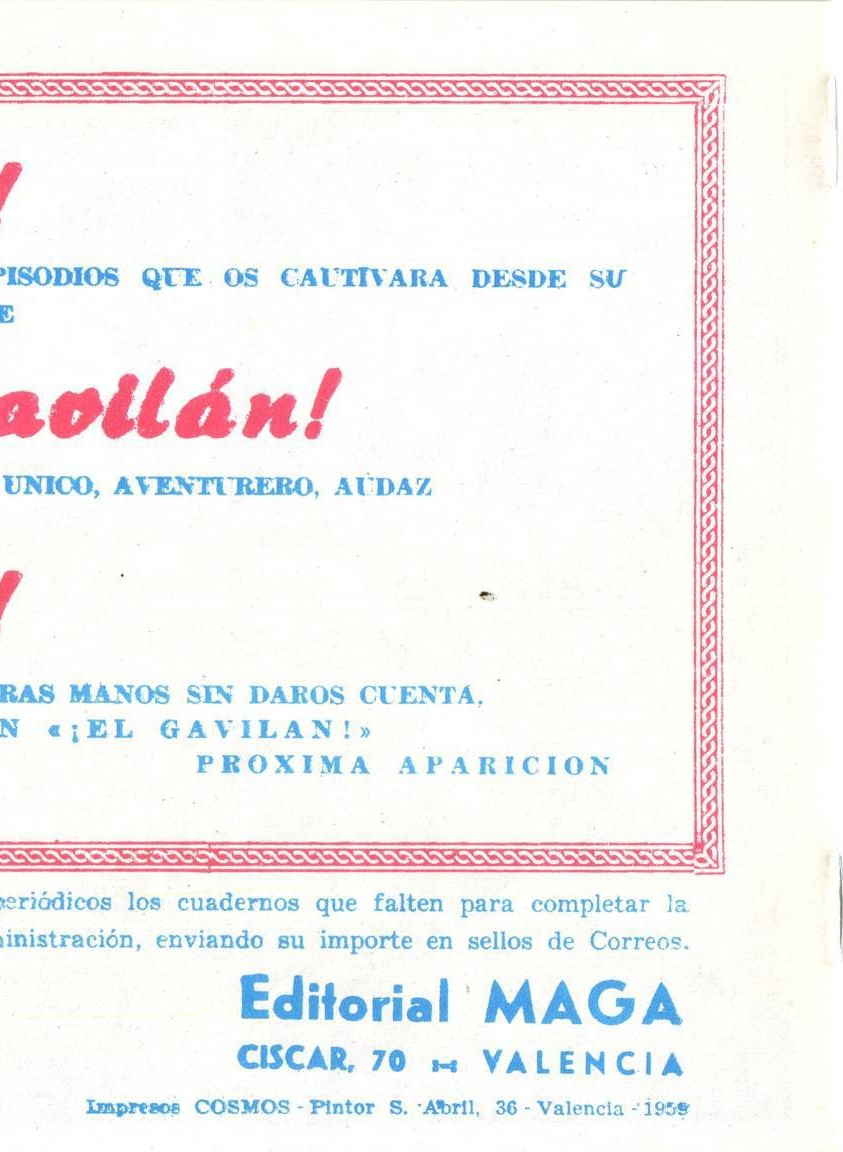 !
PISODIOS QUE OS CAUTIVARA DESDE SU
E
avilán!
UNICO, AVENTURERO, AUDAZ
!
RAS MANOS SIN DAROS CUENTA,
N «¡EL GAVILAN!»
PROXIMA APARICION
periódicos los cuadernos que falten para completar la
inistración, enviando su importe en sellos de Correos.
Editorial MAGA
CISCAR, 70 VALENCIA
Impresos COSMOS - Pintor S. Abril, 36 - Valencia - 1959